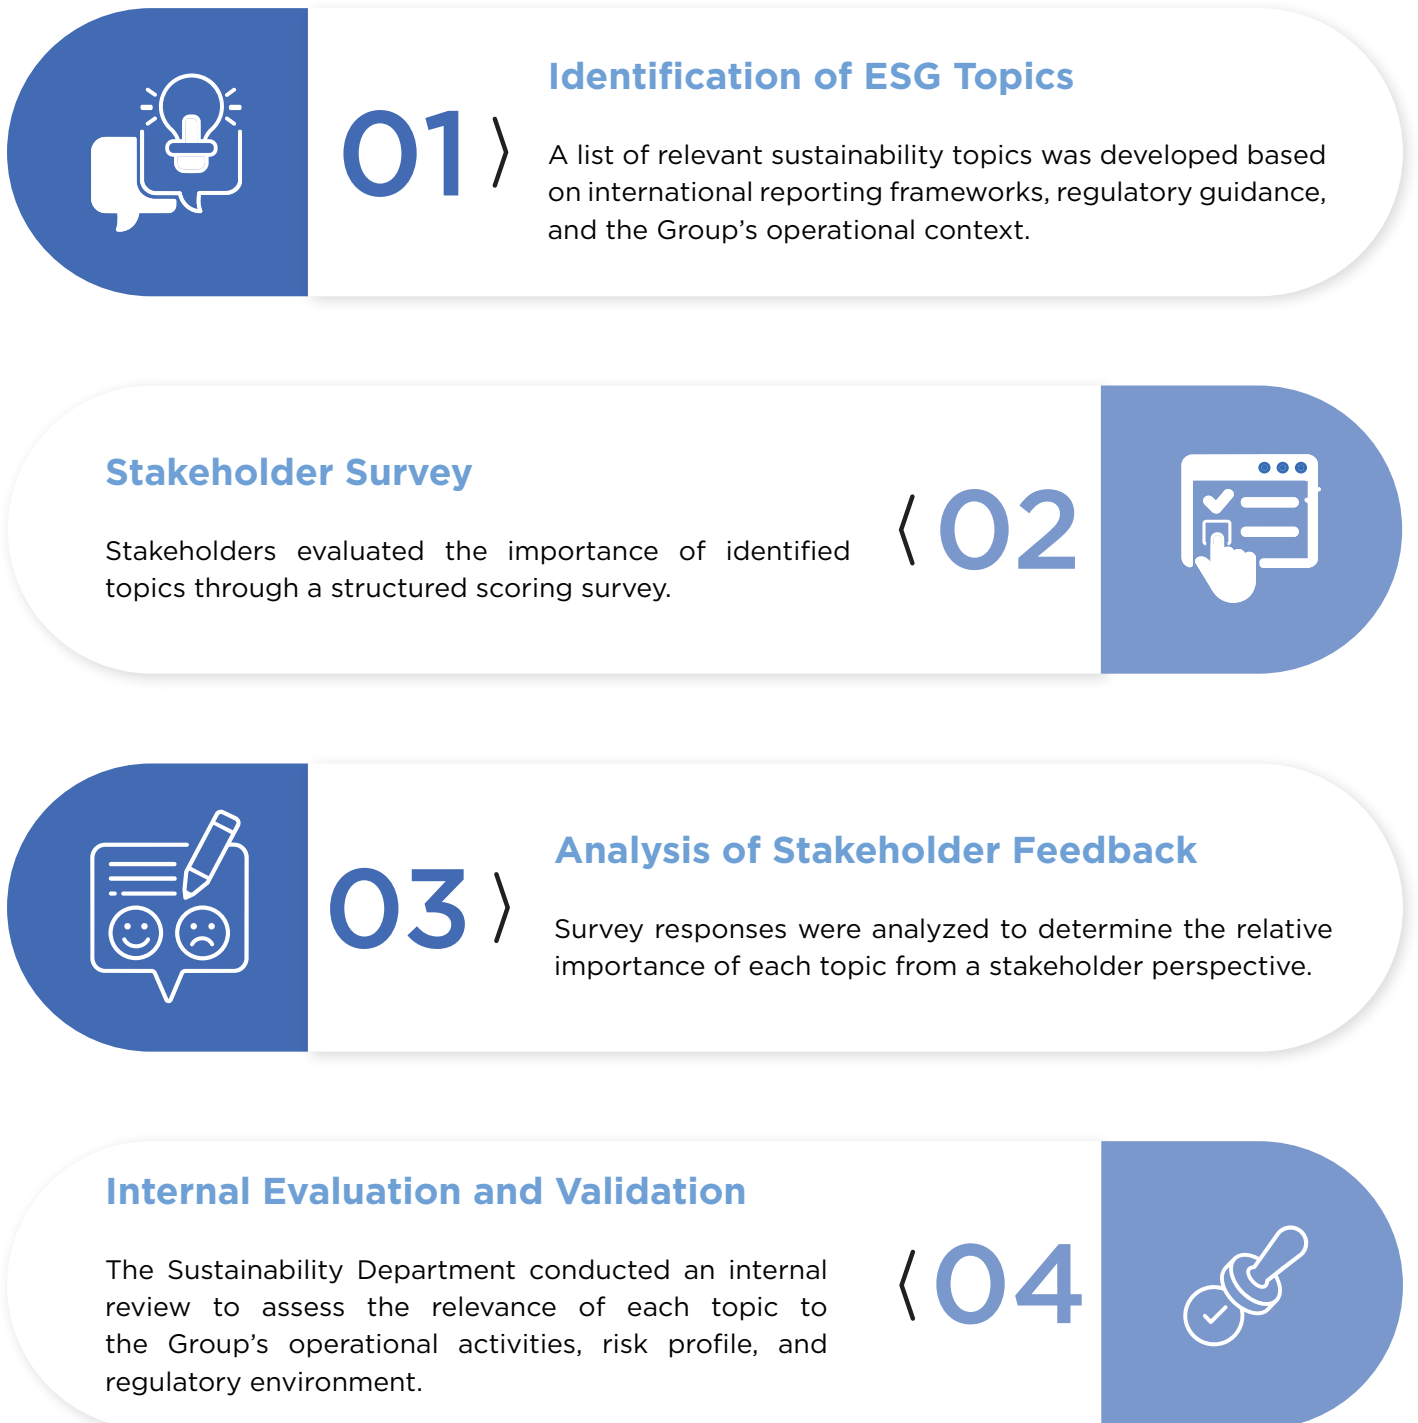 Identification of ESG Topics
01
A list of relevant sustainability topics was developed based
on international reporting frameworks, regulatory guidance,
and the Group’s operational context.
Stakeholder Survey
02
Stakeholders evaluated the importance of identified
topics through a structured scoring survey.
Analysis of Stakeholder Feedback
03
Survey responses were analyzed to determine the relative
importance of each topic from a stakeholder perspective.
Internal Evaluation and Validation
04
The Sustainability Department conducted an internal
review to assess the relevance of each topic to
the Group’s operational activities, risk profile, and
regulatory environment.